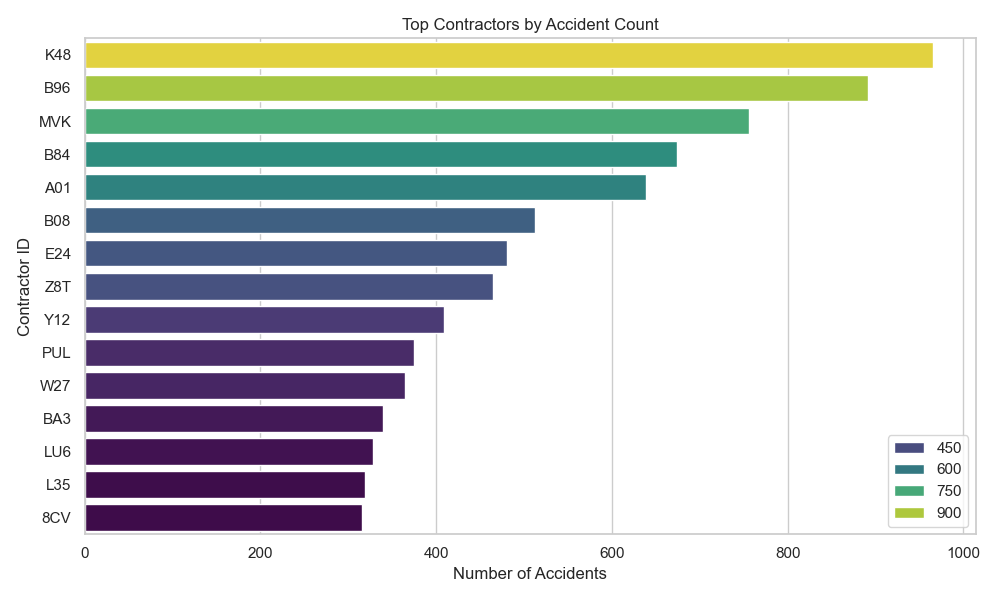 Top Contractors by Accident Count
Contractor ID
K48
B96
MVK
B84
A01
B08
E24
Z8T
Y12
PUL
W27
BA3
LU6
L35
8CV
450
600
750
900
0 200 400 600 800 1000
Number of Accidents